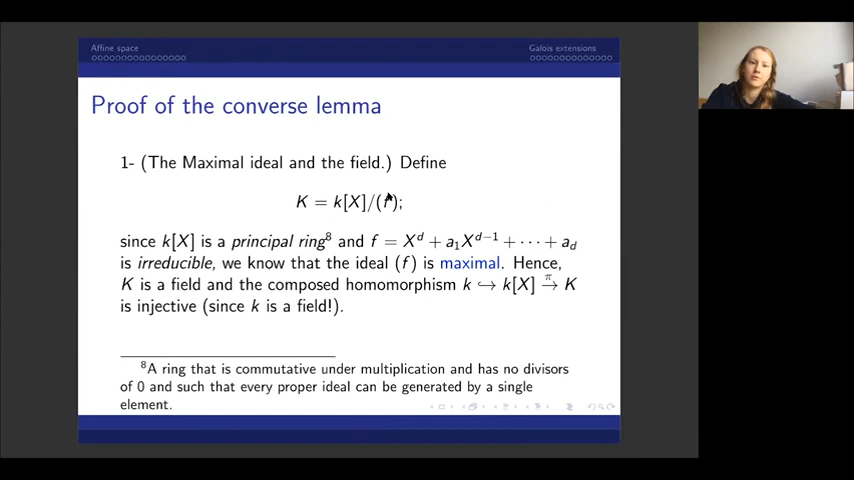 Affine space
Galois extensions
Proof of the converse lemma
1- (The Maximal ideal and the field.) Define
K = k[X]/(f);
since k[X] is a principal ring⁸ and f = Xᵈ + a₁Xᵈ⁻¹ + ··· + a_d
is irreducible, we know that the ideal (f) is maximal. Hence,
K is a field and the composed homomorphism k ↪ k[X] →^π K
is injective (since k is a field!).
⁸A ring that is commutative under multiplication and has no divisors
of 0 and such that every proper ideal can be generated by a single
element.